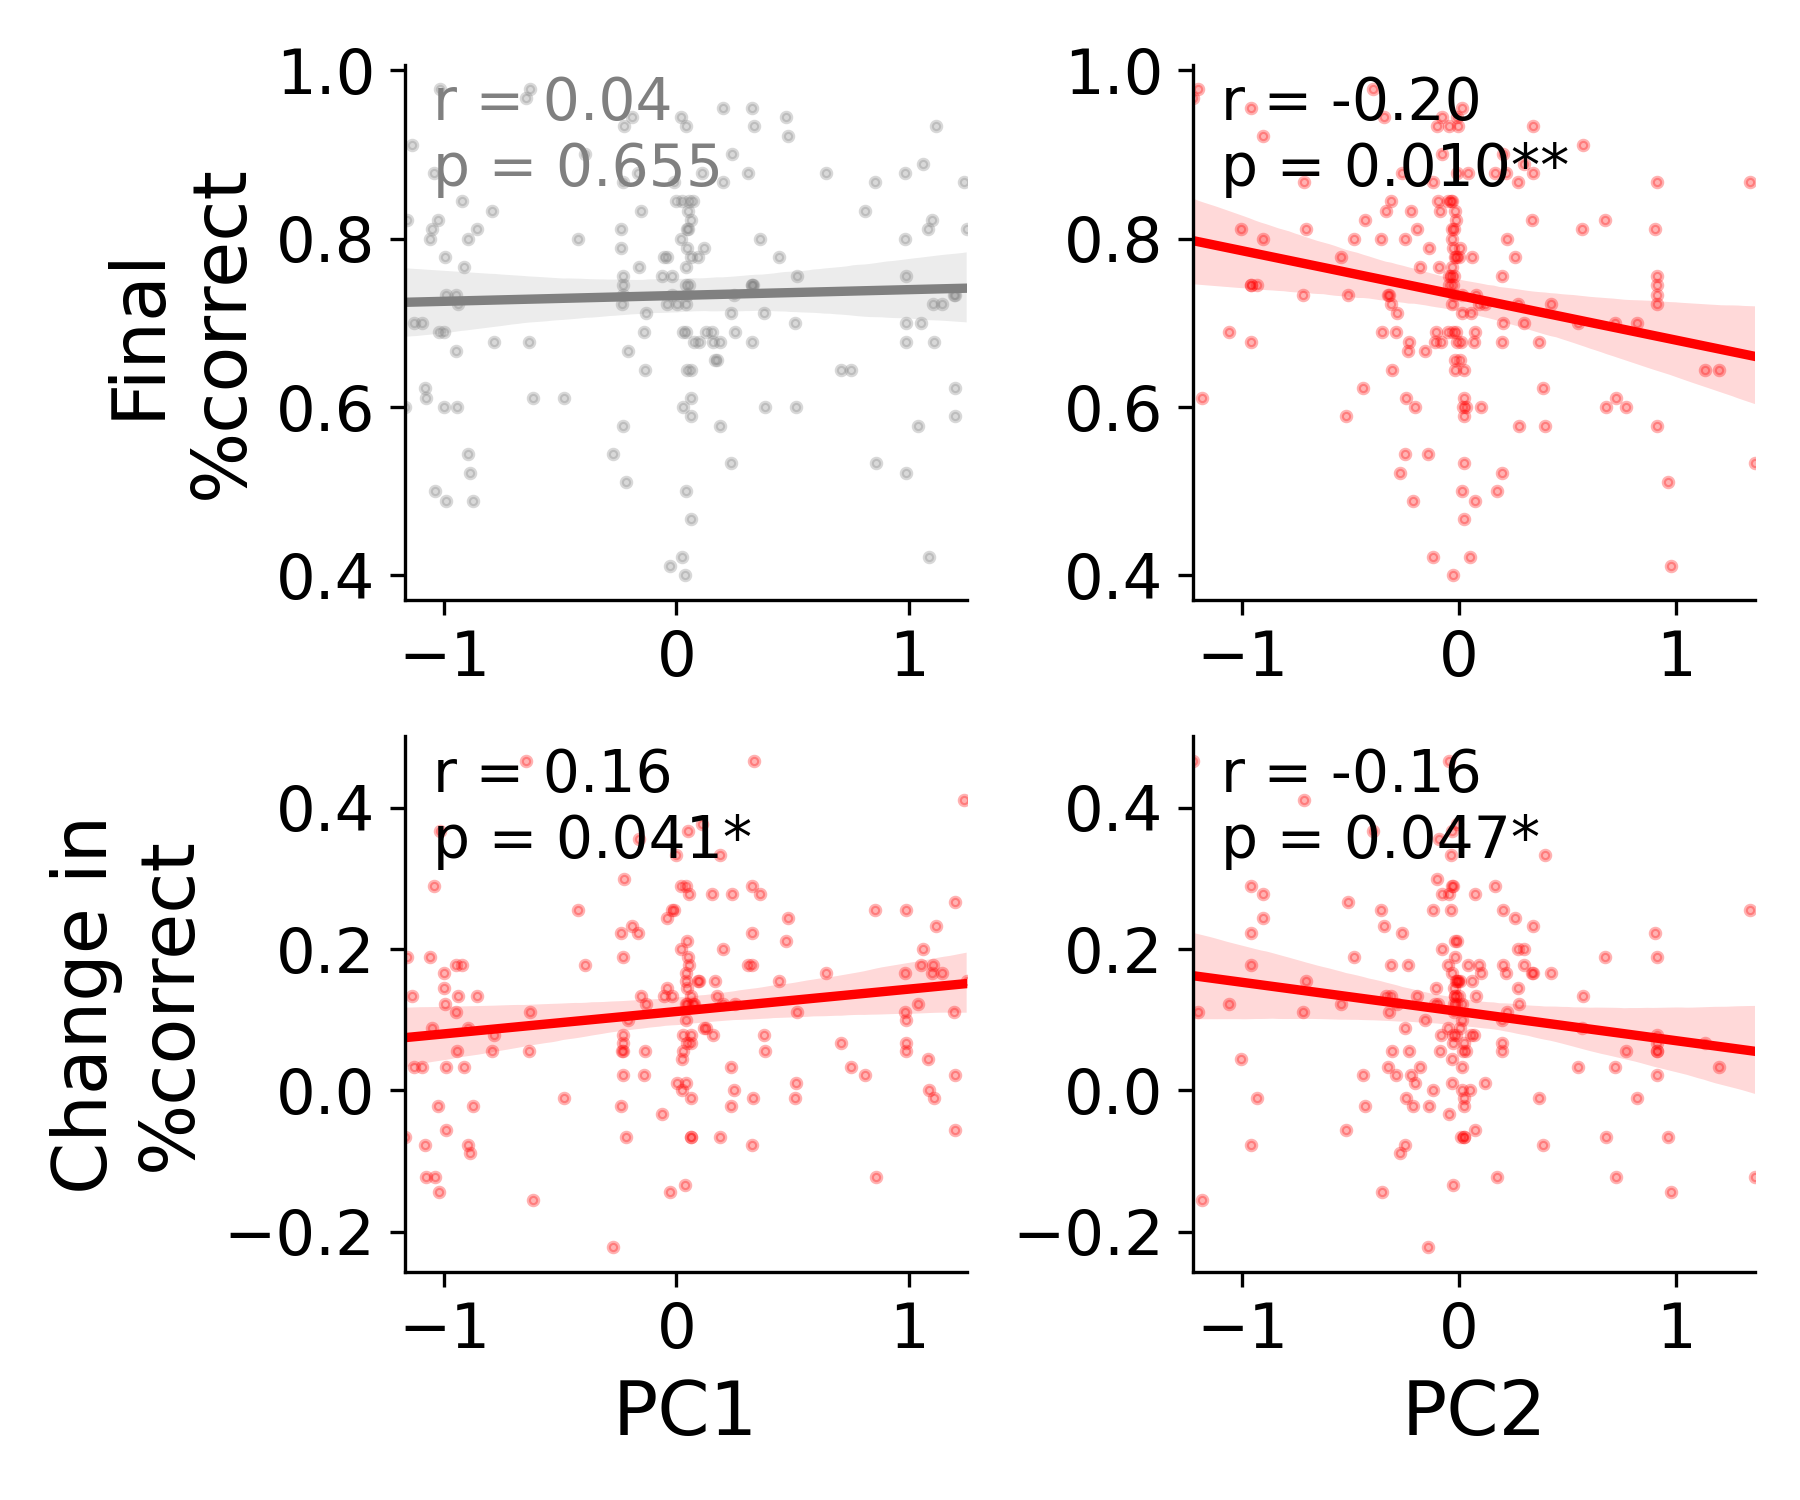 Final
%correct
1.0
0.8
0.6
0.4
r = 0.04
p = 0.655
−1
0
1
1.0
0.8
0.6
0.4
r = -0.20
p = 0.010**
−1
0
1
Change in
%correct
0.4
0.2
0.0
−0.2
r = 0.16
p = 0.041*
−1
0
1
PC1
0.4
0.2
0.0
−0.2
r = -0.16
p = 0.047*
−1
0
1
PC2